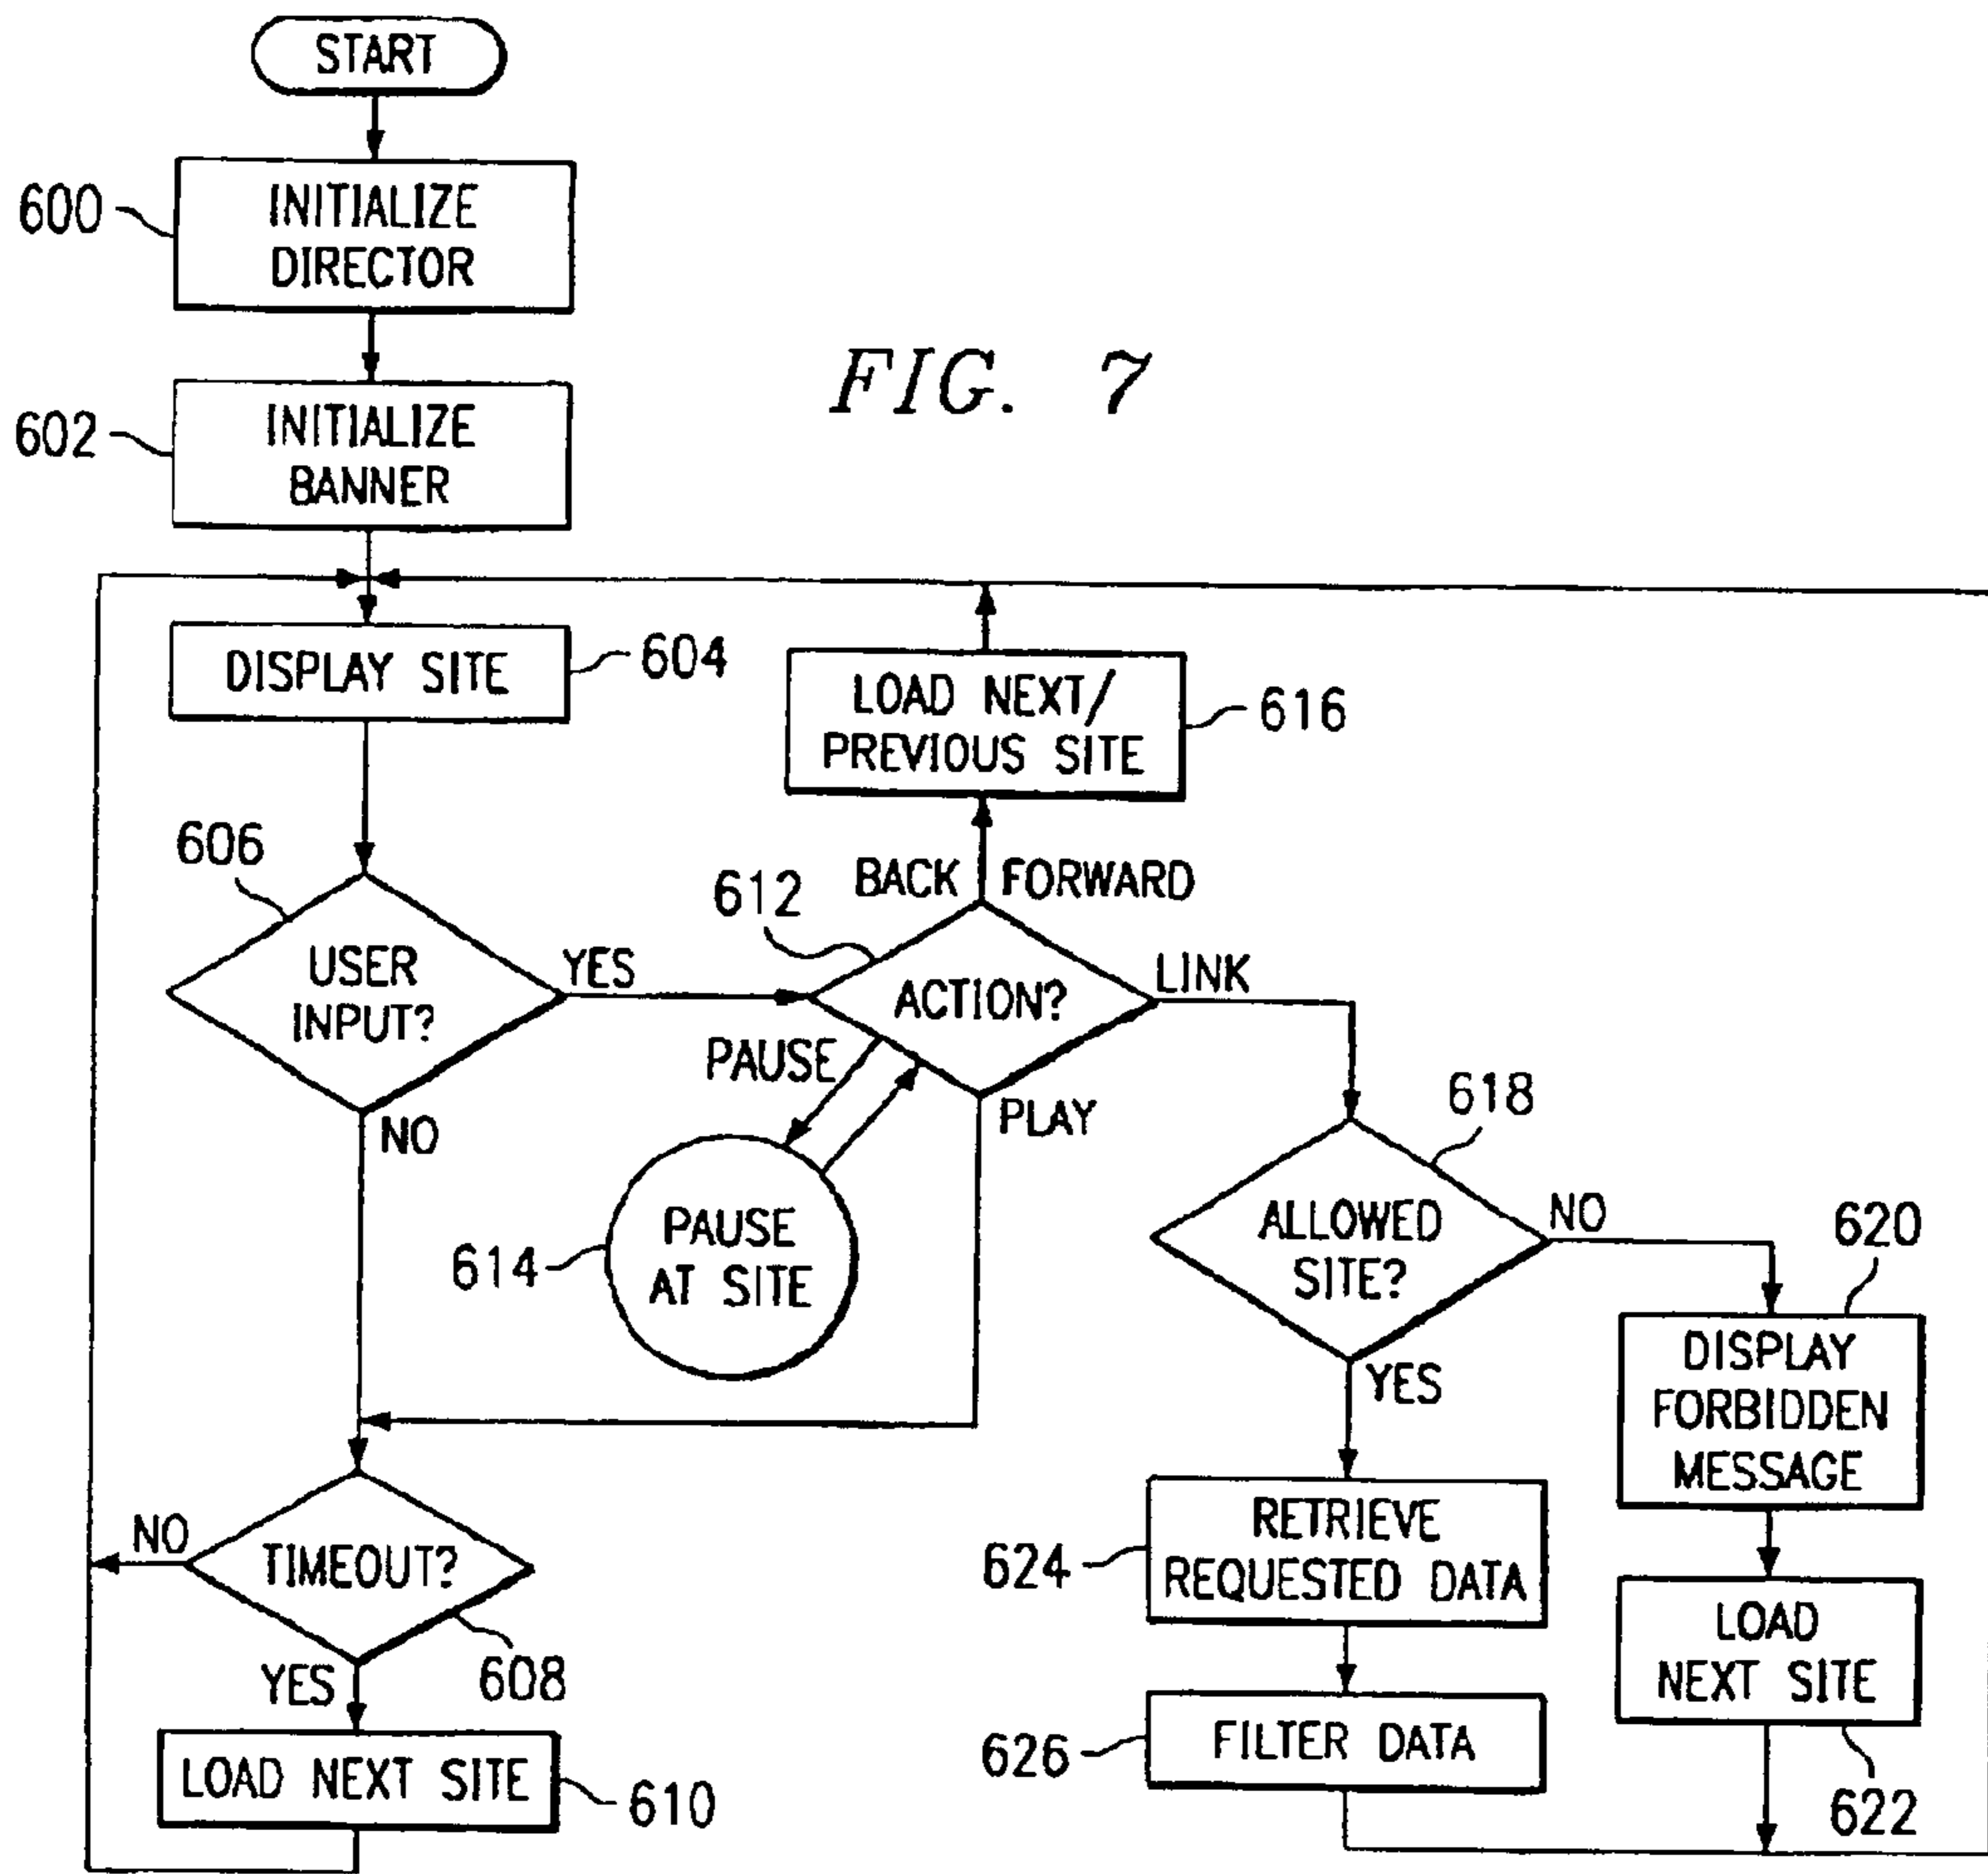 START
600
INITIALIZE
DIRECTOR
FIG. 7
602
INITIALIZE
BANNER
DISPLAY SITE
604
LOAD NEXT/
PREVIOUS SITE
616
606
USER
INPUT?
YES
NO
612
BACK
FORWARD
ACTION?
LINK
PAUSE
PLAY
614
PAUSE
AT SITE
618
ALLOWED
SITE?
NO
YES
620
DISPLAY
FORBIDDEN
MESSAGE
NO
TIMEOUT?
608
YES
624
RETRIEVE
REQUESTED DATA
LOAD
NEXT SITE
622
LOAD NEXT SITE
610
626
FILTER DATA